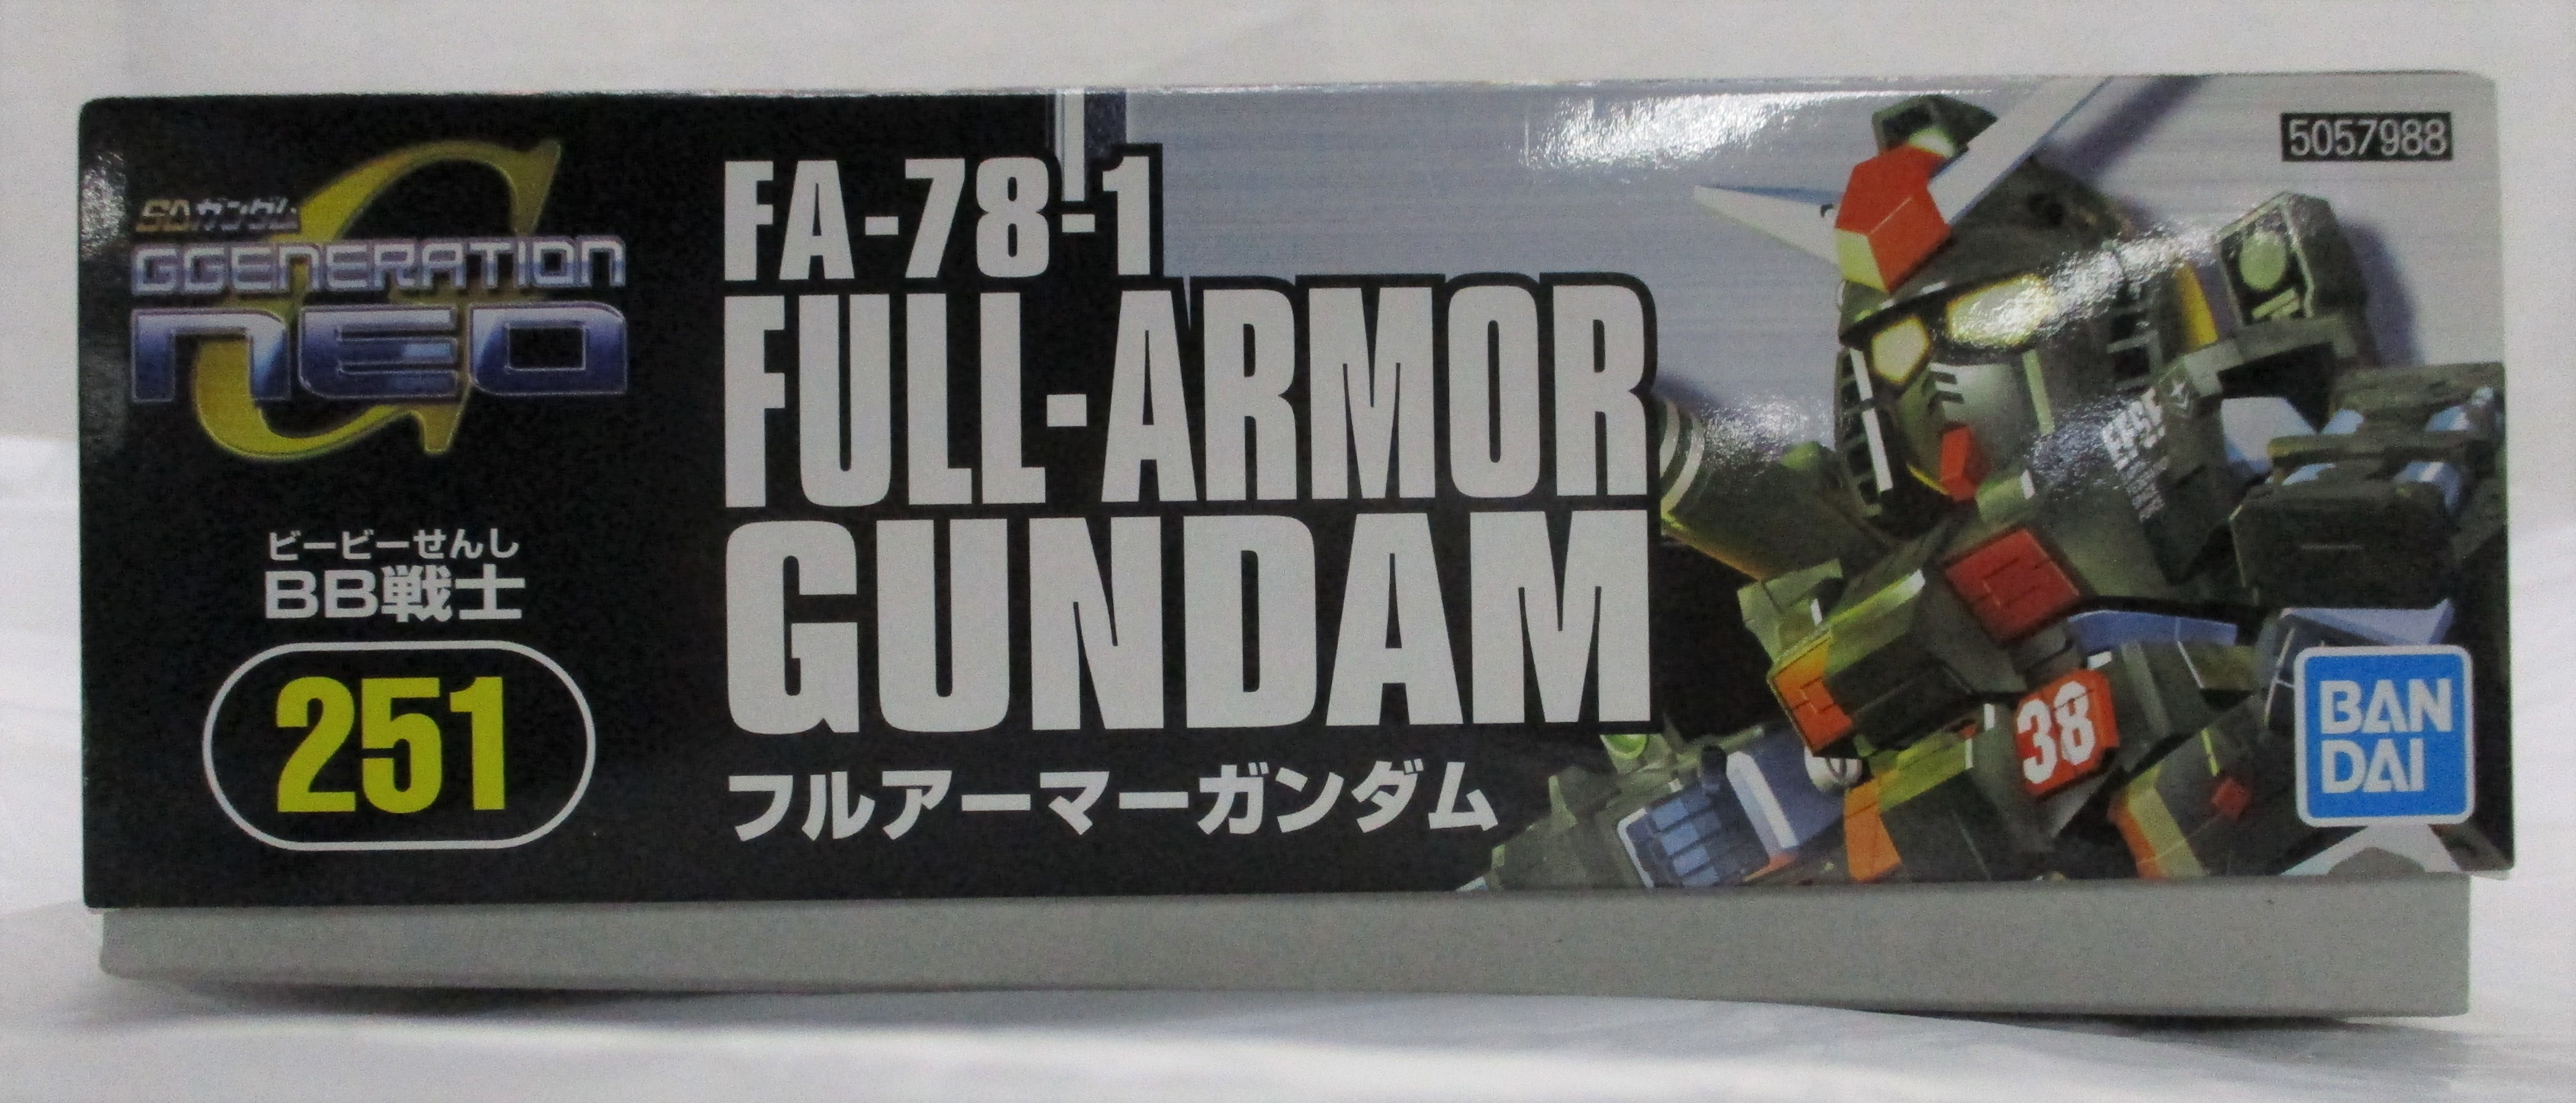 SDガンダム
GGENERATION
NEO
ビービーせんし
BB戦士
251
FA-78-1
FULL-ARMOR
GUNDAM
フルアーマーガンダム
5057988
EFSF
38
BAN
DAI